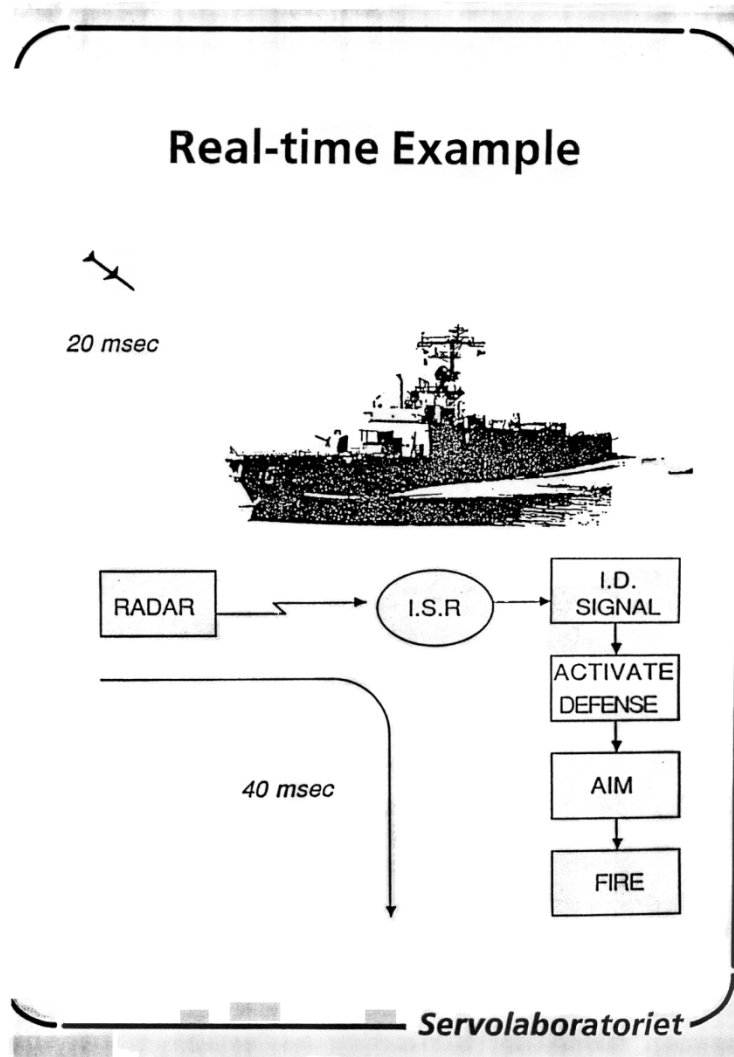 Real-time Example
20 msec
RADAR
I.S.R
I.D.
SIGNAL
ACTIVATE
DEFENSE
AIM
FIRE
40 msec
Servolaboratoriet